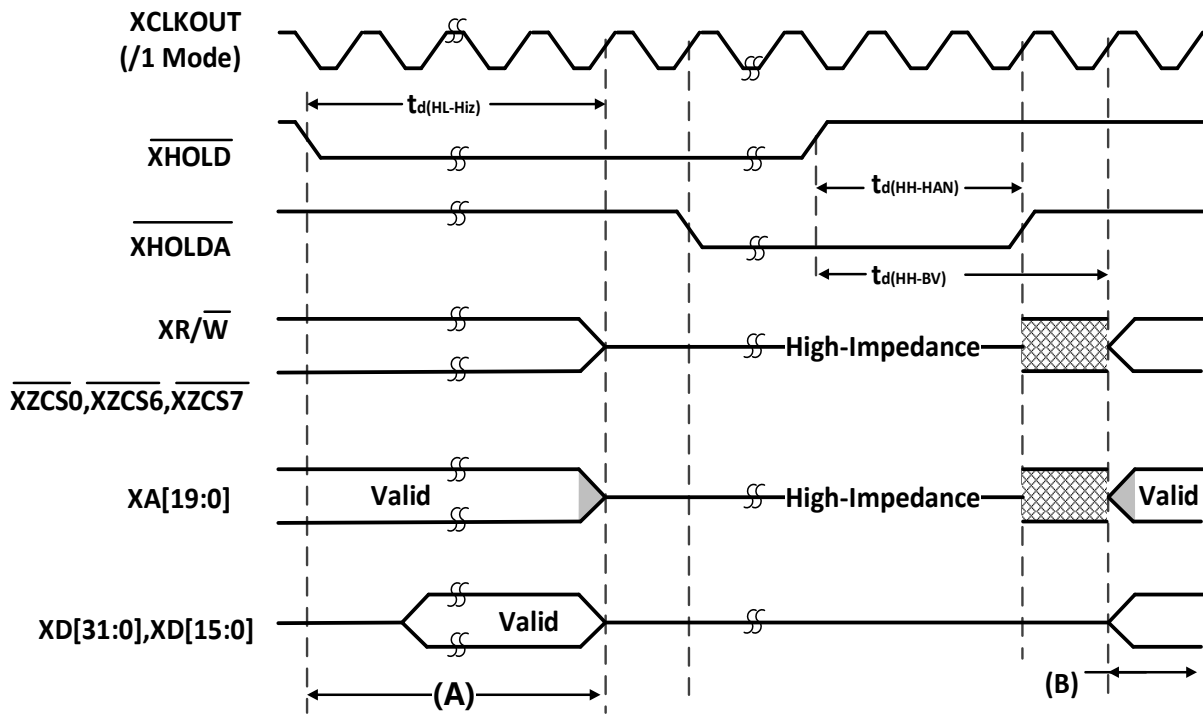 XCLKOUT
(/1 Mode)
td(HL-Hiz)
XHOLD
td(HH-HAN)
XHOLDA
td(HH-BV)
XR/W
High-Impedance
XZCS0,XZCS6,XZCS7
XA[19:0]
Valid
High-Impedance
Valid
XD[31:0],XD[15:0]
Valid
(A)
(B)